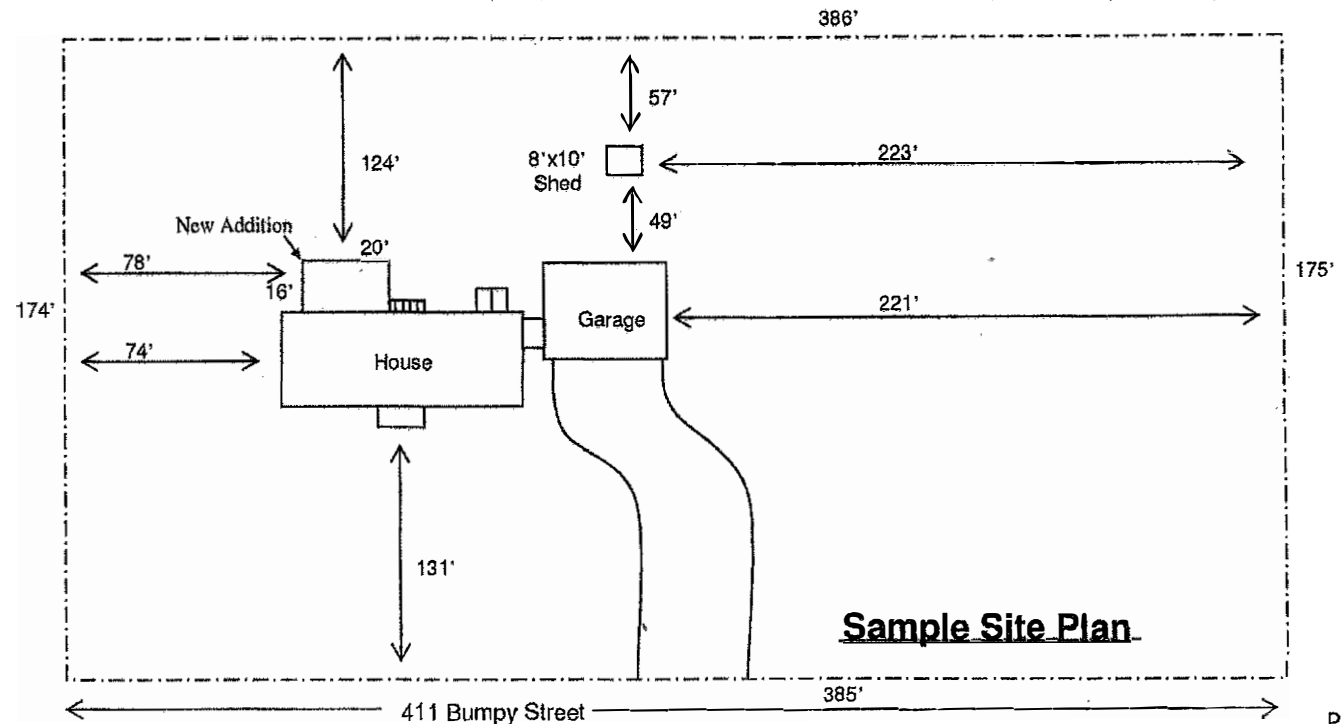 386'
57'
124'
8'x10'
Shed
223'
49'
New Addition
20'
78'
16'
174'
175'
221'
Garage
74'
House
131'
Sample Site Plan
385'
411 Bumpy Street